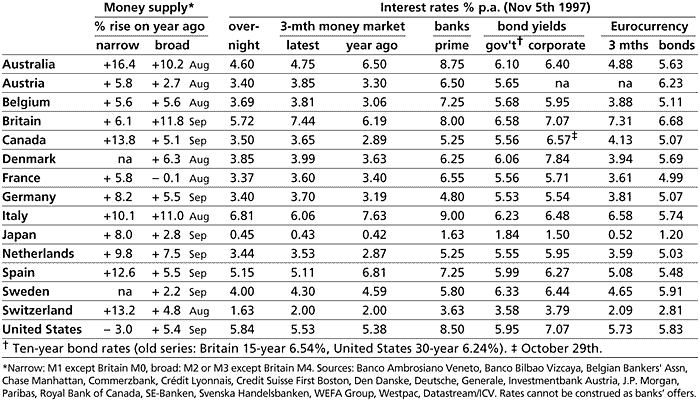 Money supply* Interest rates % p.a. (Nov 5th 1997)
% rise on year ago over- 3-mth money market banks bond yields Eurocurrency
narrow broad night latest year ago prime gov't† corporate 3 mths bonds
Australia +16.4 +10.2 Aug 4.60 4.75 6.50 8.75 6.10 6.40 4.88 5.63
Austria + 5.8 + 2.7 Aug 3.40 3.85 3.30 6.50 5.65 na na 6.23
Belgium + 5.6 + 5.6 Aug 3.69 3.81 3.06 7.25 5.68 5.95 3.88 5.11
Britain + 6.1 +11.8 Sep 5.72 7.44 6.19 8.00 6.58 7.07 7.31 6.68
Canada +13.8 + 5.1 Sep 3.50 3.65 2.89 5.25 5.56 6.57‡ 4.13 5.07
Denmark na + 6.3 Aug 3.85 3.99 3.63 6.25 6.06 7.84 3.94 5.69
France + 5.8 – 0.1 Aug 3.37 3.60 3.40 6.55 5.56 5.71 3.61 4.99
Germany + 8.2 + 5.5 Sep 3.40 3.70 3.19 4.80 5.53 5.54 3.81 5.07
Italy +10.1 +11.0 Aug 6.81 6.06 7.63 9.00 6.23 6.48 6.58 5.74
Japan + 8.0 + 2.8 Sep 0.45 0.43 0.42 1.63 1.84 1.50 0.52 1.20
Netherlands + 9.8 + 7.5 Sep 3.44 3.53 2.87 5.25 5.55 5.95 3.59 5.03
Spain +12.6 + 5.5 Sep 5.15 5.11 6.81 7.25 5.99 6.27 5.08 5.48
Sweden na + 2.2 Sep 4.00 4.30 4.59 5.80 6.33 6.44 4.65 5.91
Switzerland +13.2 + 4.8 Aug 1.63 2.00 2.00 3.63 3.58 3.79 2.09 2.81
United States – 3.0 + 5.4 Sep 5.84 5.53 5.38 8.50 5.95 7.07 5.73 5.83
† Ten-year bond rates (old series: Britain 15-year 6.54%, United States 30-year 6.24%). ‡ October 29th.
*Narrow: M1 except Britain M0, broad: M2 or M3 except Britain M4. Sources: Banco Ambrosiano Veneto, Banco Bilbao Vizcaya, Belgian Bankers' Assn,
Chase Manhattan, Commerzbank, Crédit Lyonnais, Credit Suisse First Boston, Den Danske, Deutsche, Generale, Investmentbank Austria, J.P. Morgan,
Paribas, Royal Bank of Canada, SE-Banken, Svenska Handelsbanken, WEFA Group, Westpac, Datastream/ICV. Rates cannot be construed as banks' offers.